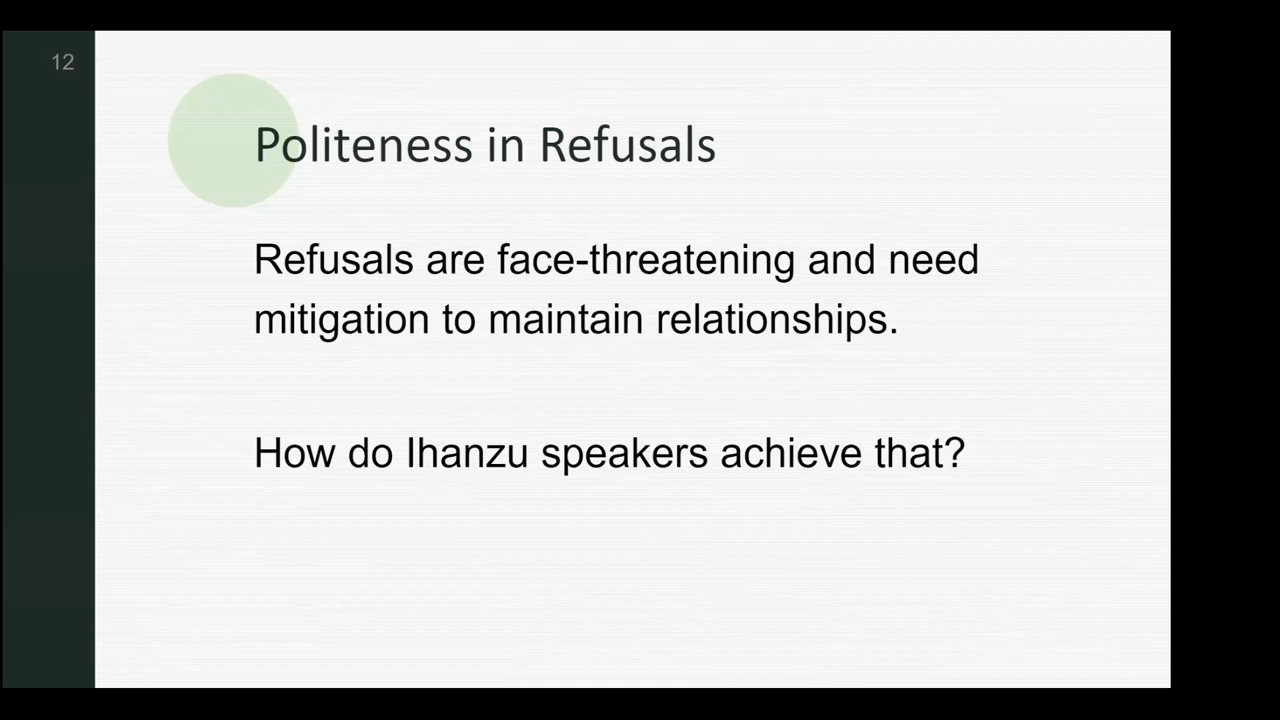 12
Politeness in Refusals
Refusals are face-threatening and need
mitigation to maintain relationships.
How do Ihanzu speakers achieve that?